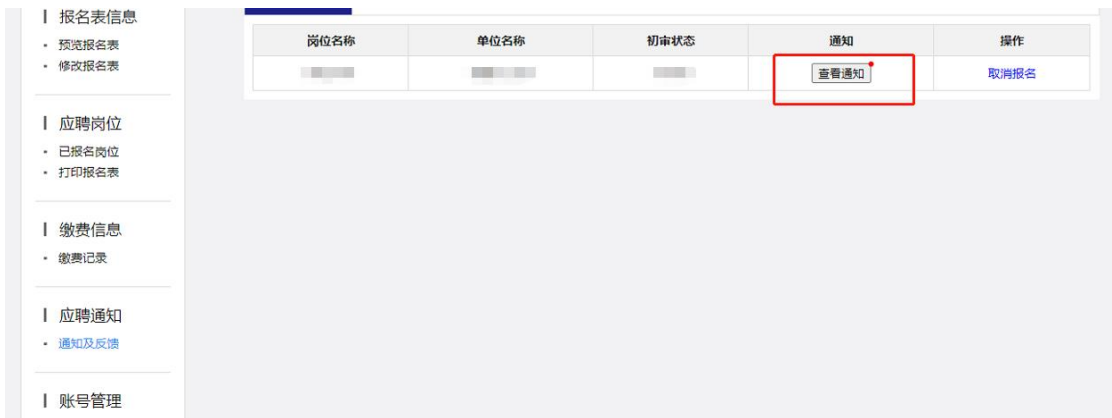 报名表信息
预览报名表
修改报名表
应聘岗位
已报名岗位
打印报名表
缴费信息
缴费记录
应聘通知
通知及反馈
账号管理
岗位名称 单位名称 初审状态 通知 操作
查看通知 取消报名